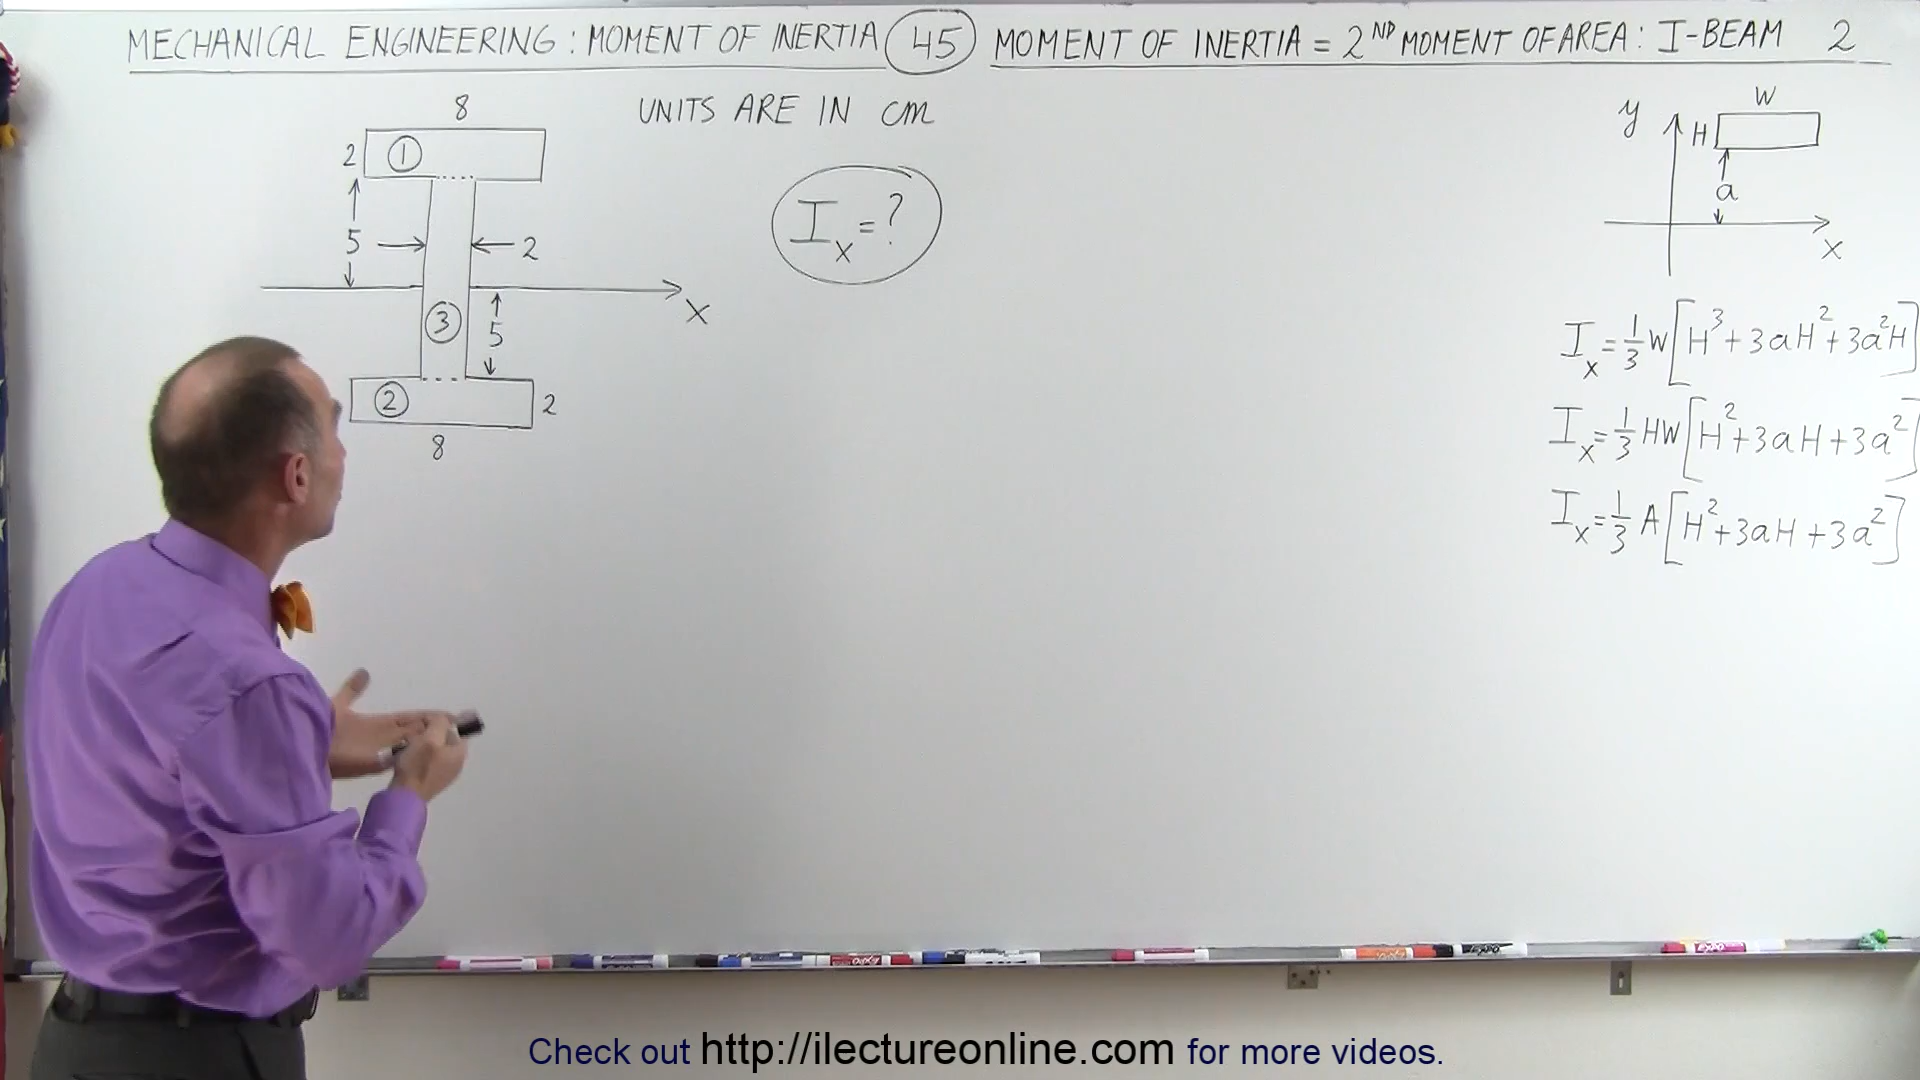 MECHANICAL ENGINEERING: MOMENT OF INERTIA 45 MOMENT OF INERTIA = 2ND MOMENT OF AREA: I-BEAM 2
UNITS ARE IN cm
8
2 1
5 2
3
5
x
2 2
8
Ix = ?
y
W
H
a
x
Ix = 1/3 W[H³ + 3aH² + 3a²H]
Ix = 1/3 HW[H² + 3aH + 3a²]
Ix = 1/3 A[H² + 3aH + 3a²]
EXPO
Check out http://ilectureonline.com for more videos.